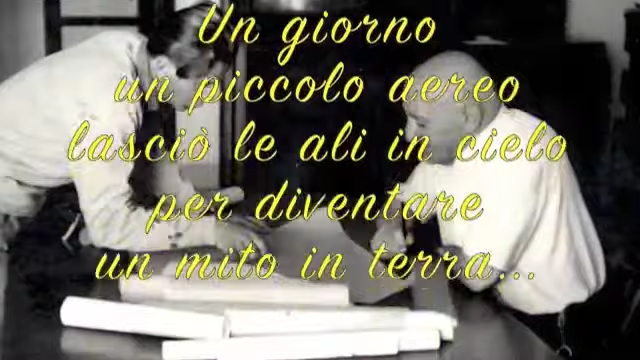 Un giorno
un piccolo aereo
lasciò le ali in cielo
per diventare
un mito in terra...